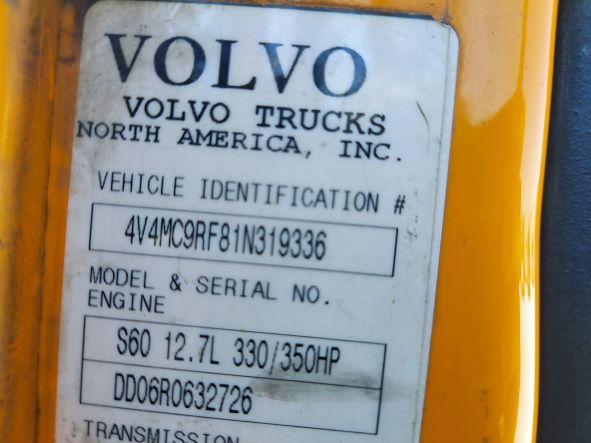 VOLVO
VOLVO TRUCKS
NORTH AMERICA, INC.
VEHICLE IDENTIFICATION #
4V4MC9RF81N319336
MODEL & SERIAL NO.
ENGINE
S60 12.7L 330/350HP
DD06R0632726
TRANSMISSION